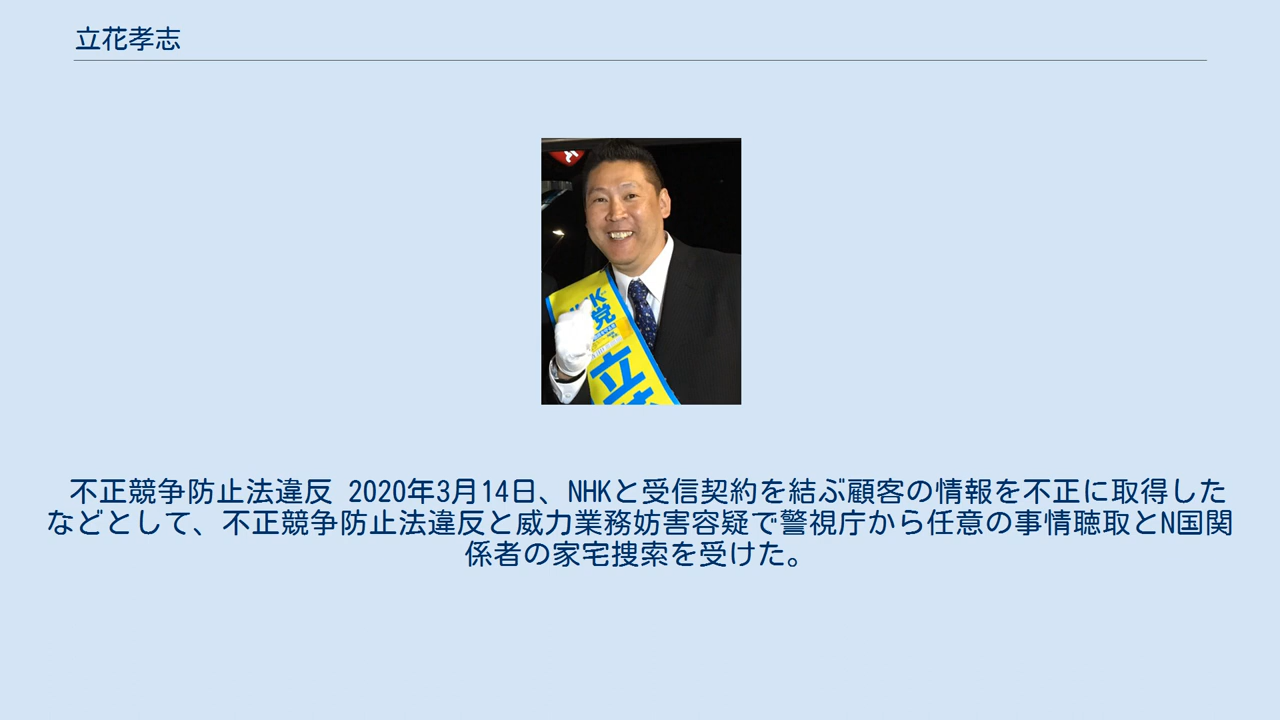 立花孝志
NHK
党
立
不正競争防止法違反 2020年3月14日、NHKと受信契約を結ぶ顧客の情報を不正に取得した
などとして、不正競争防止法違反と威力業務妨害容疑で警視庁から任意の事情聴取とN国関
係者の家宅捜索を受けた。